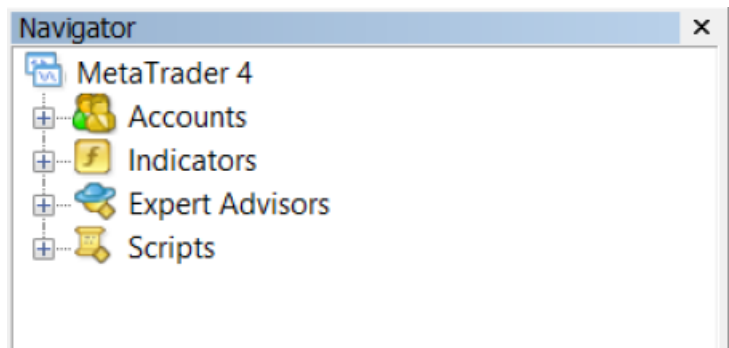 Navigator
MetaTrader 4
Accounts
Indicators
Expert Advisors
Scripts